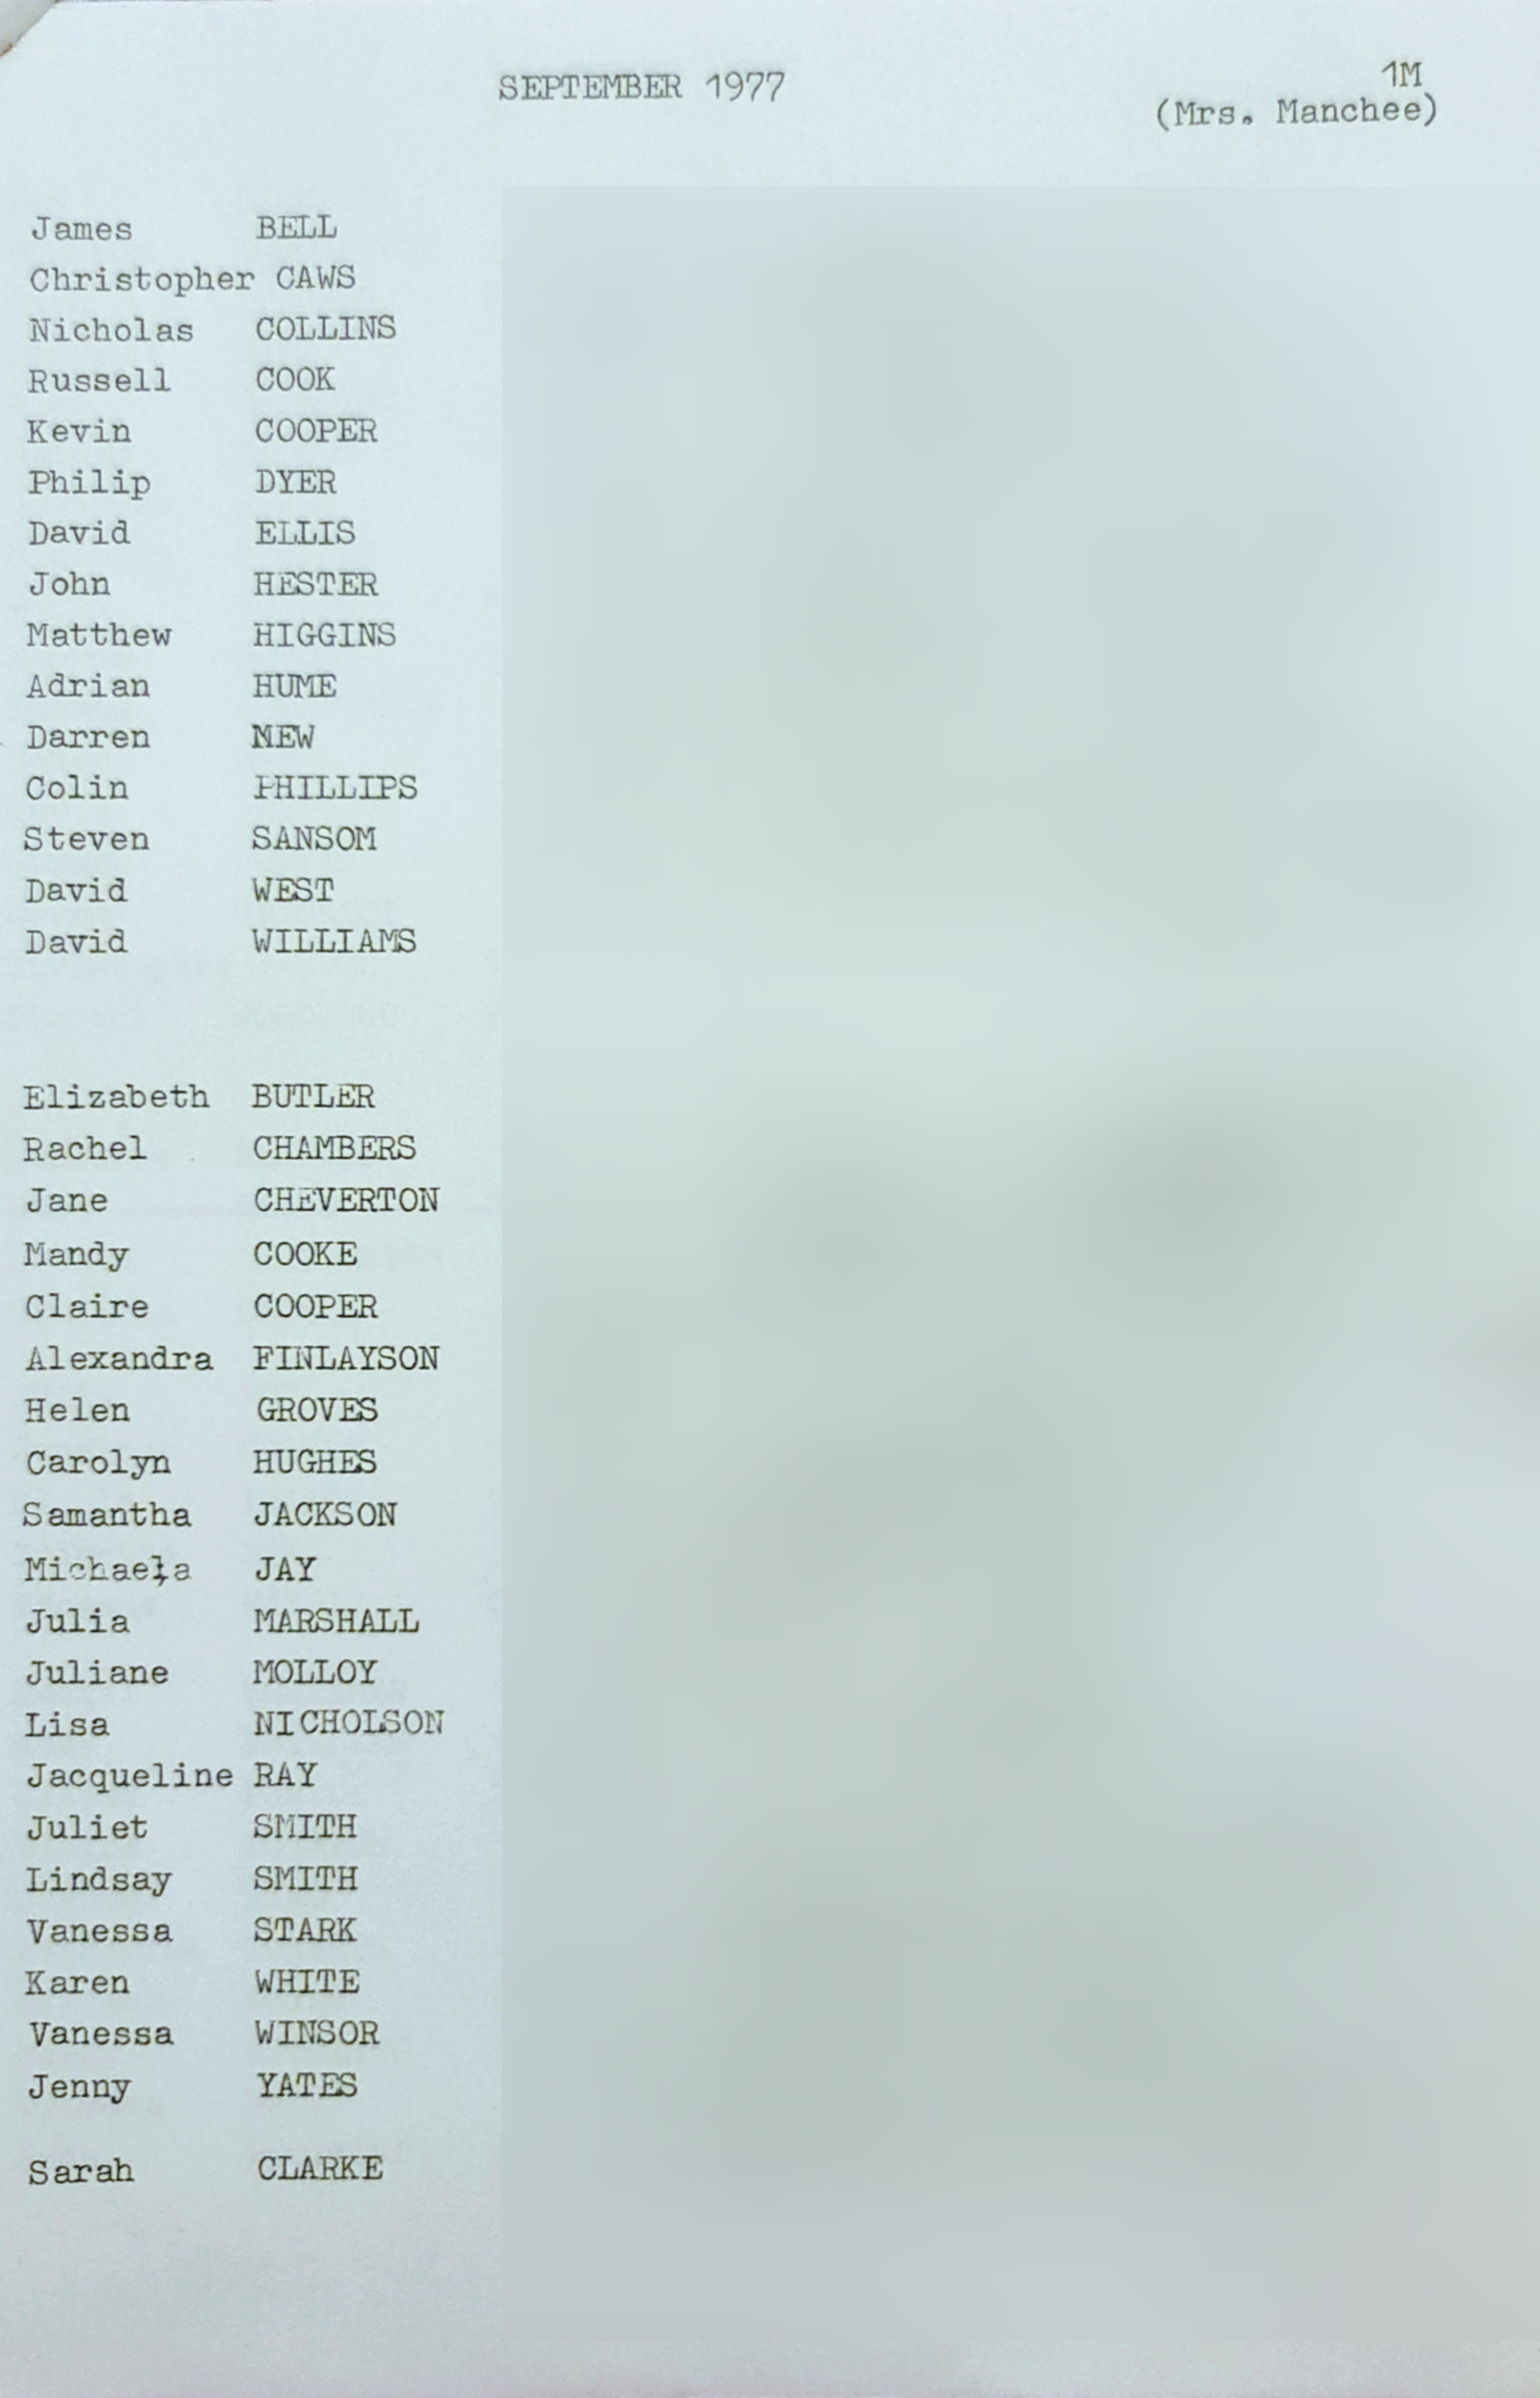 SEPTEMBER 1977
1M
(Mrs. Manchee)
James BELL
Christopher CAWS
Nicholas COLLINS
Russell COOK
Kevin COOPER
Philip DYER
David ELLIS
John HESTER
Matthew HIGGINS
Adrian HUME
Darren NEW
Colin PHILLIPS
Steven SANSOM
David WEST
David WILLIAMS
Elizabeth BUTLER
Rachel CHAMBERS
Jane CHEVERTON
Mandy COOKE
Claire COOPER
Alexandra FINLAYSON
Helen GROVES
Carolyn HUGHES
Samantha JACKSON
Michaela JAY
Julia MARSHALL
Juliane MOLLOY
Lisa NICHOLSON
Jacqueline RAY
Juliet SMITH
Lindsay SMITH
Vanessa STARK
Karen WHITE
Vanessa WINSOR
Jenny YATES
Sarah CLARKE